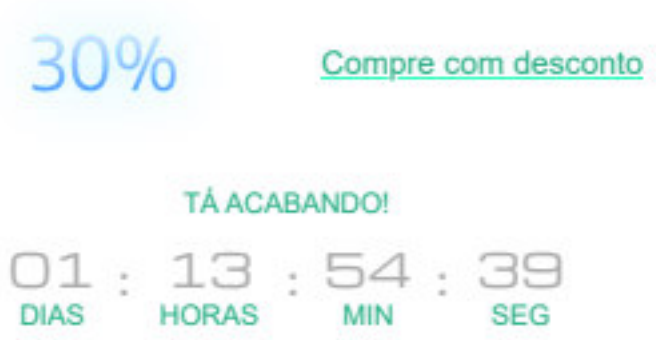 30%
Compre com desconto
TÁ ACABANDO!
01 : 13 : 54 : 39
DIAS HORAS MIN SEG